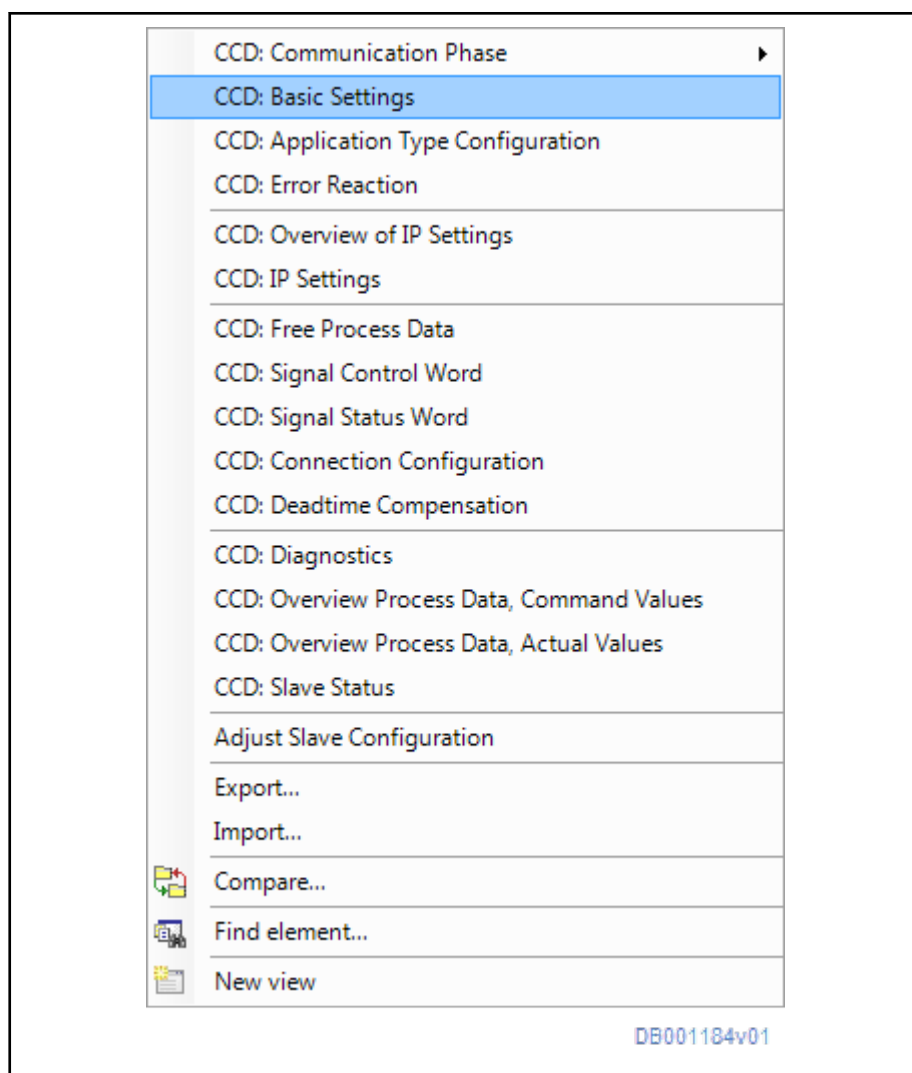 CCD: Communication Phase
CCD: Basic Settings
CCD: Application Type Configuration
CCD: Error Reaction
CCD: Overview of IP Settings
CCD: IP Settings
CCD: Free Process Data
CCD: Signal Control Word
CCD: Signal Status Word
CCD: Connection Configuration
CCD: Deadtime Compensation
CCD: Diagnostics
CCD: Overview Process Data, Command Values
CCD: Overview Process Data, Actual Values
CCD: Slave Status
Adjust Slave Configuration
Export...
Import...
Compare...
Find element...
New view
DB001184v01